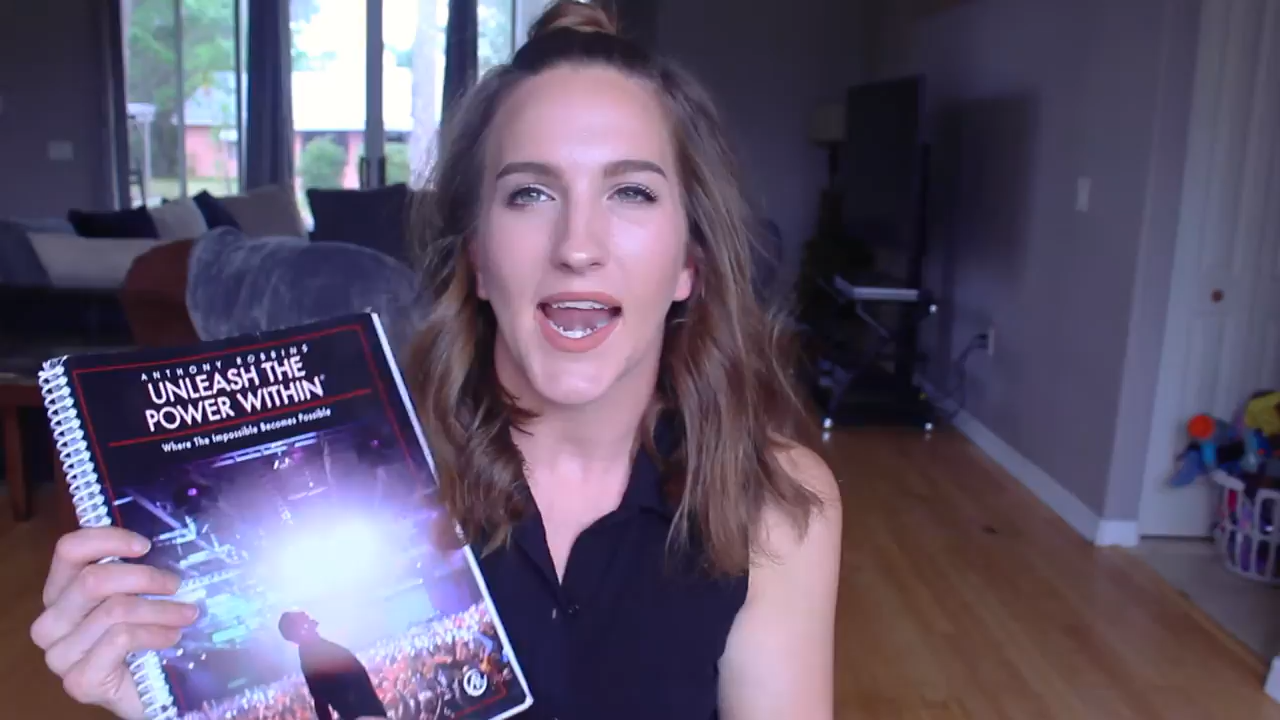 ANTHONY ROBBINS
UNLEASH THE
POWER WITHIN®
Where The Impossible Becomes Possible